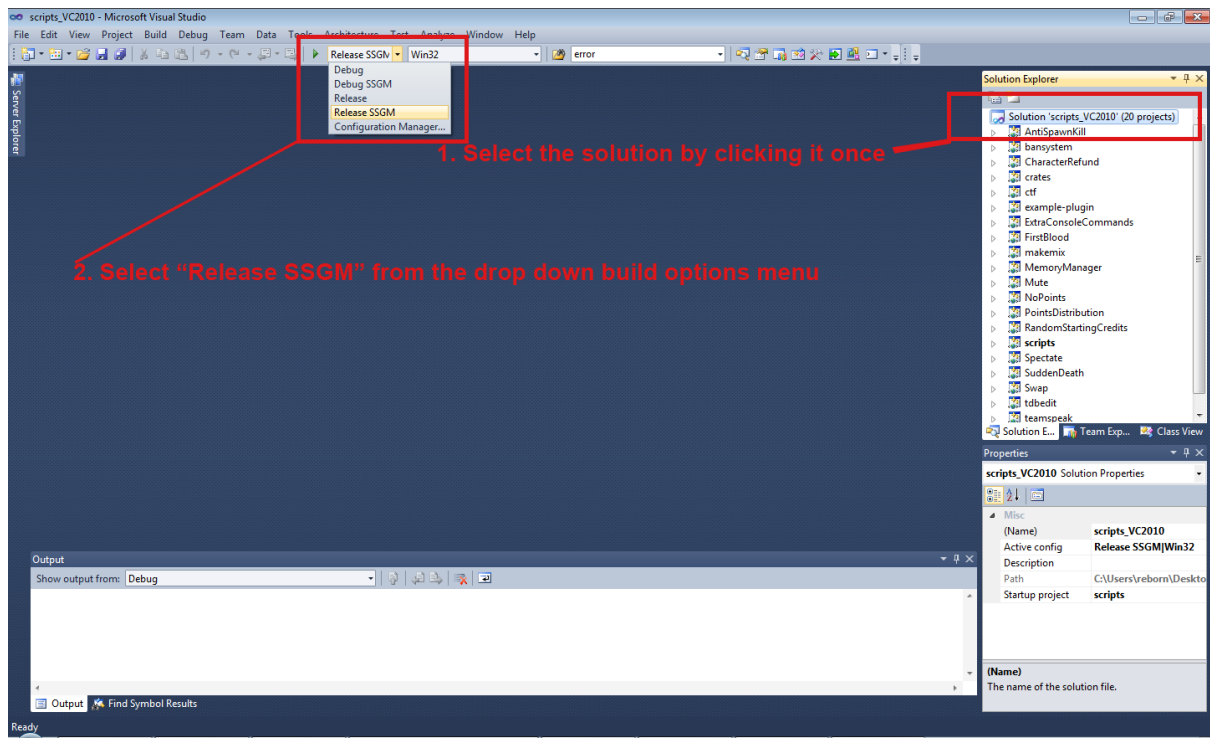 scripts_VC2010 - Microsoft Visual Studio
File Edit View Project Build Debug Team Data Tools Architecture Test Analyze Window Help
Release SSGM Win32 error
Debug
Debug SSGM
Release
Release SSGM
Configuration Manager...
Server Explorer
1. Select the solution by clicking it once
2. Select “Release SSGM” from the drop down build options menu
Solution Explorer
Solution 'scripts_VC2010' (20 projects)
AntiSpawnKill
bansystem
CharacterRefund
crates
ctf
example-plugin
ExtraConsoleCommands
FirstBlood
makemix
MemoryManager
Mute
NoPoints
PointsDistribution
RandomStartingCredits
scripts
Spectate
SuddenDeath
Swap
tdbedit
teamspeak
Solution E... Team Exp... Class View
Properties
scripts_VC2010 Solution Properties
Misc
(Name) scripts_VC2010
Active config Release SSGM|Win32
Description
Path C:\Users\reborn\Deskto
Startup project scripts
(Name)
The name of the solution file.
Output
Show output from: Debug
Output Find Symbol Results
Ready